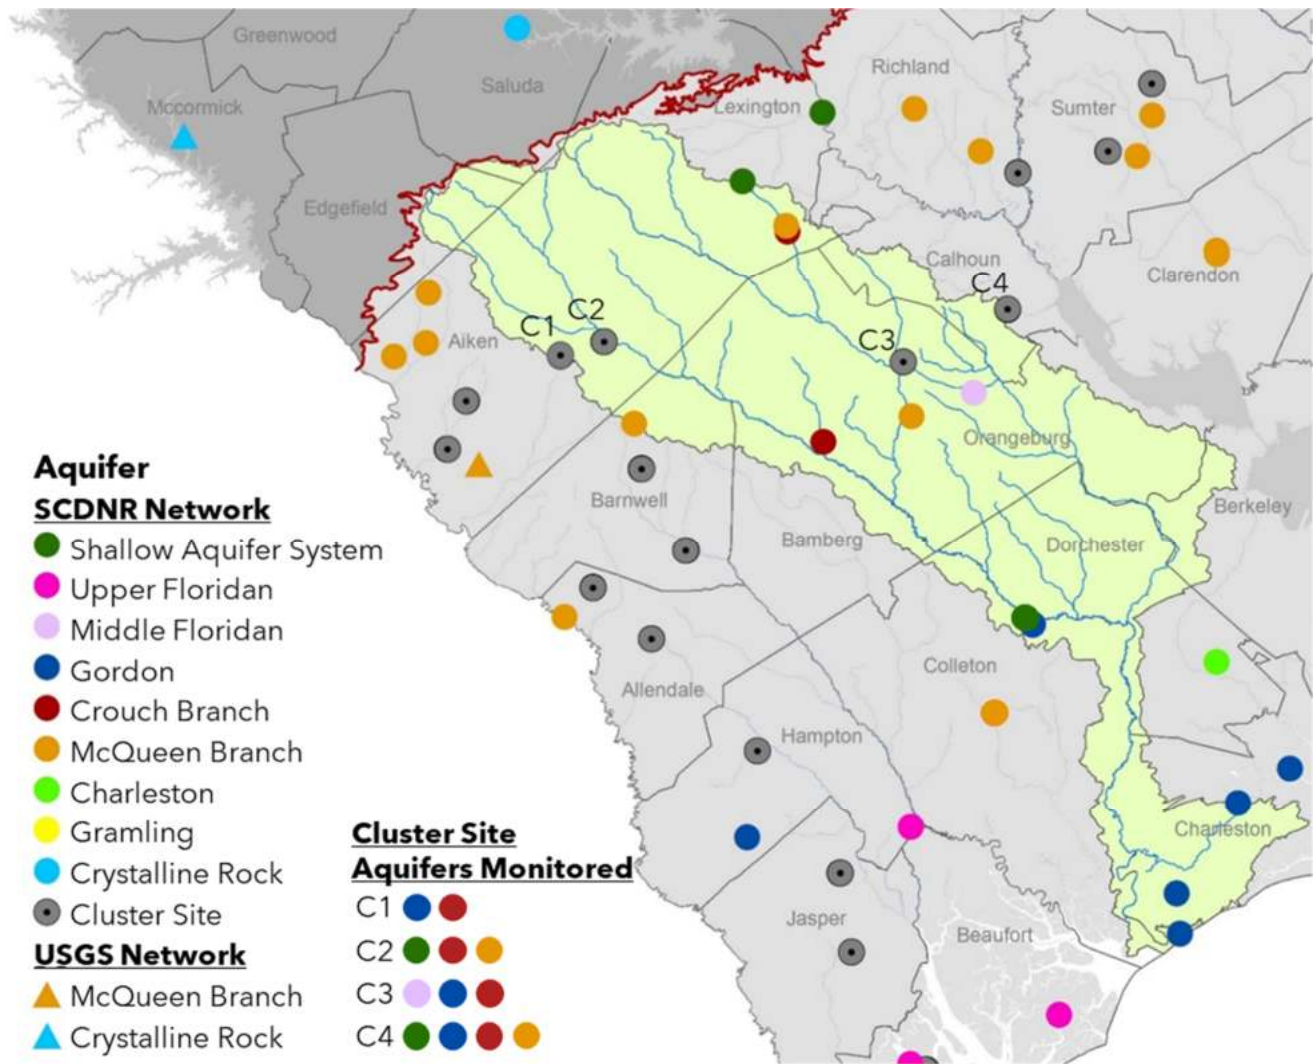 Greenwood
Richland
Saluda
Mccormick
Lexington
Sumter
Edgefield
Calhoun
Clarendon
C4
C2
C1
C3
Aiken
Orangeburg
Barnwell
Berkeley
Bamberg
Dorchester
Colleton
Allendale
Hampton
Charleston
Jasper
Beaufort
Aquifer
SCDNR Network
Shallow Aquifer System
Upper Floridan
Middle Floridan
Gordon
Crouch Branch
McQueen Branch
Charleston
Gramling
Crystalline Rock
Cluster Site
USGS Network
McQueen Branch
Crystalline Rock
Cluster Site
Aquifers Monitored
C1
C2
C3
C4